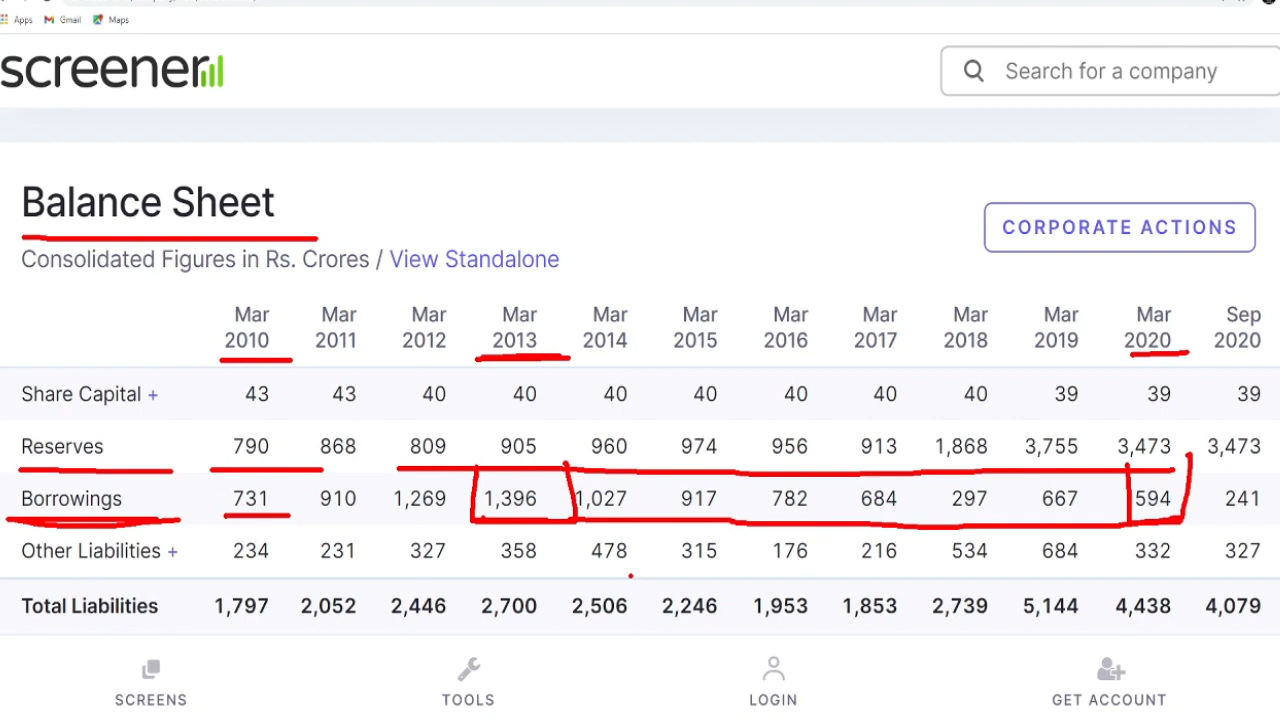 Apps Gmail Maps
screener
Search for a company
Balance Sheet
CORPORATE ACTIONS
Consolidated Figures in Rs. Crores / View Standalone
Mar 2010 Mar 2011 Mar 2012 Mar 2013 Mar 2014 Mar 2015 Mar 2016 Mar 2017 Mar 2018 Mar 2019 Mar 2020 Sep 2020
Share Capital + 43 43 40 40 40 40 40 40 40 39 39 39
Reserves 790 868 809 905 960 974 956 913 1,868 3,755 3,473 3,473
Borrowings 731 910 1,269 1,396 1,027 917 782 684 297 667 594 241
Other Liabilities + 234 231 327 358 478 315 176 216 534 684 332 327
Total Liabilities 1,797 2,052 2,446 2,700 2,506 2,246 1,953 1,853 2,739 5,144 4,438 4,079
SCREENS TOOLS LOGIN GET ACCOUNT